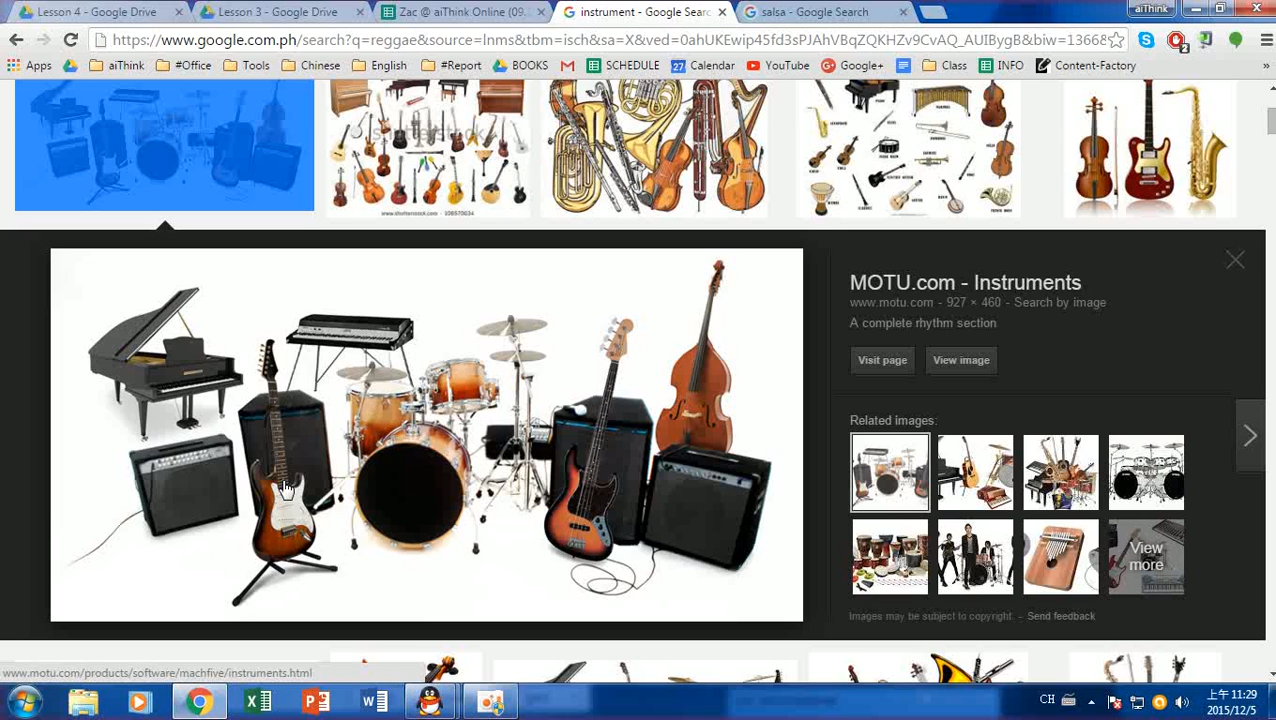 Lesson 4 - Google Drive
Lesson 3 - Google Drive
Zac @ aiThink Online (09.
instrument - Google Sear
salsa - Google Search
aiThink
https://www.google.com.ph/search?q=reggae&source=lnms&tbm=isch&sa=X&ved=0ahUKEwip45fd3sPJAhVBqZQKHZv9CvAQ_AUIBygB&biw=13668
2
Apps
aiThink
#Office
Tools
Chinese
English
#Report
BOOKS
SCHEDULE
27 Calendar
YouTube
Google+
Class
INFO
Content-Factory
»
MOTU.com - Instruments
www.motu.com - 927 × 460 - Search by image
A complete rhythm section
Visit page
View image
Related images:
View
more
Images may be subject to copyright. - Send feedback
www.motu.com/products/software/machfive/instruments.html
CH
上午 11:29
2015/12/5